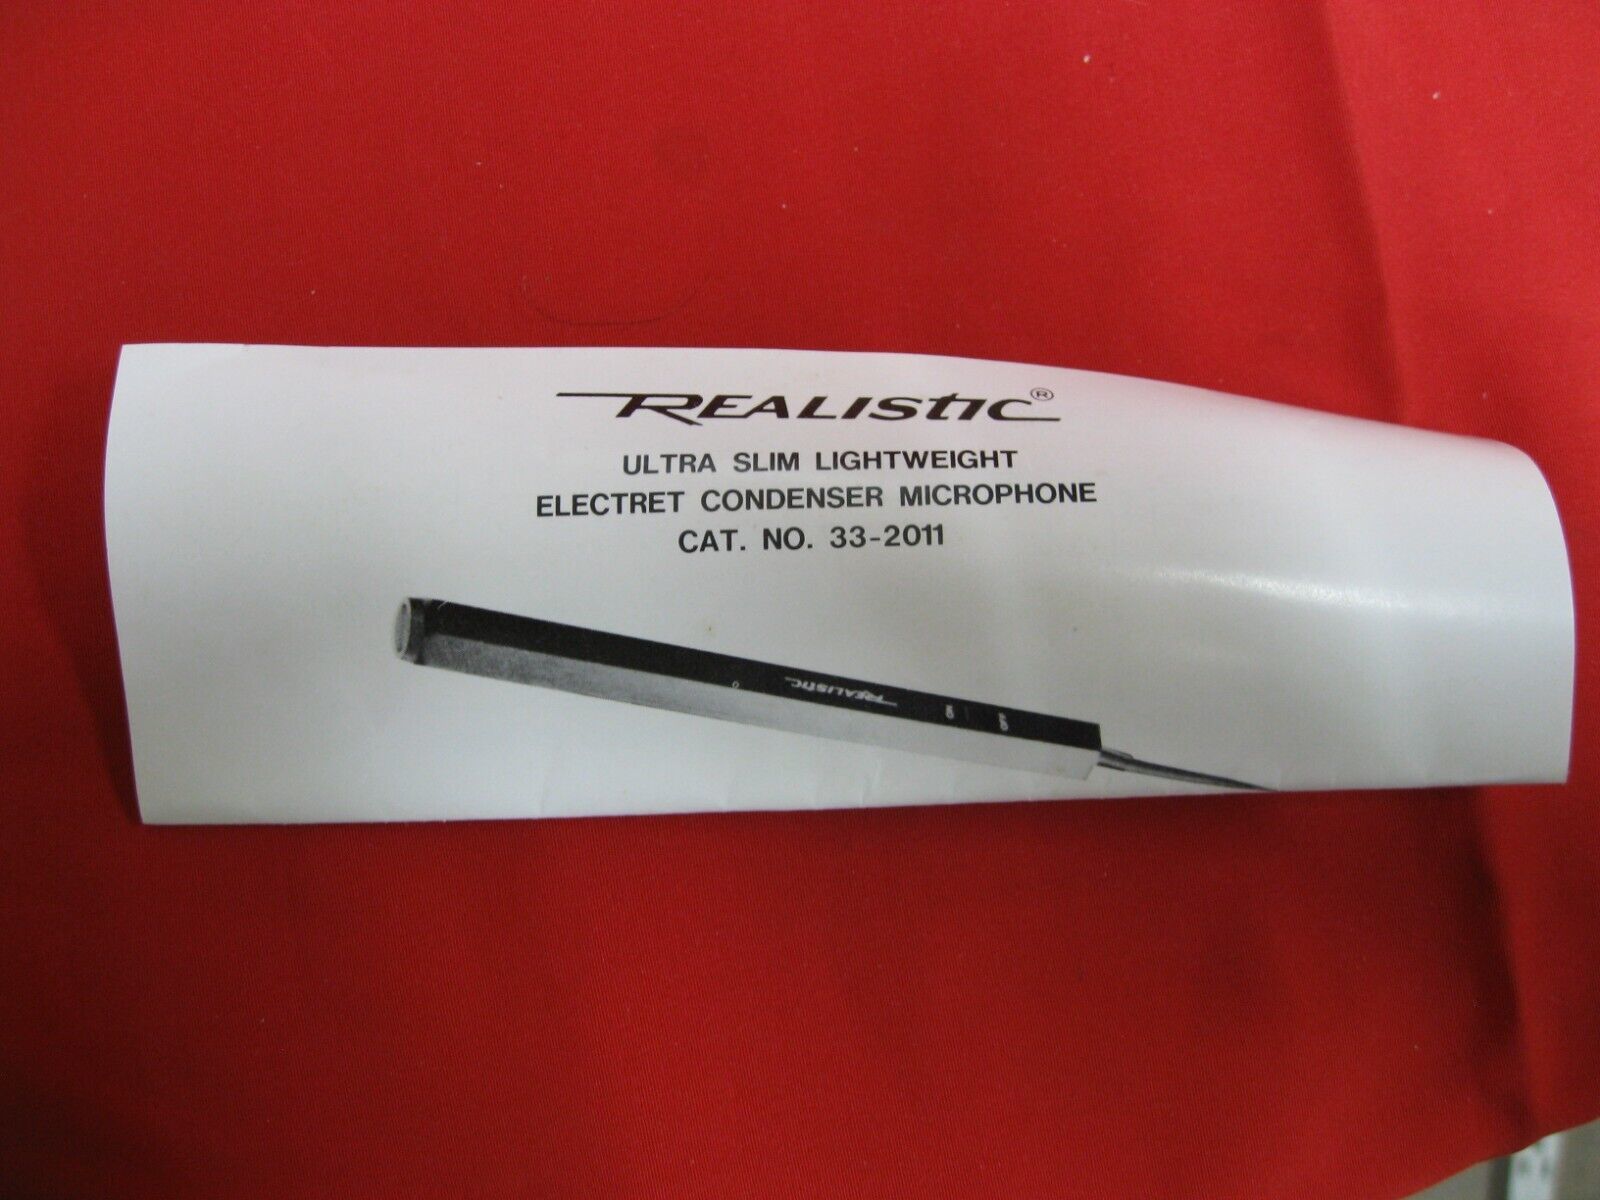 REALISTIC®
ULTRA SLIM LIGHTWEIGHT
ELECTRET CONDENSER MICROPHONE
CAT. NO. 33-2011
REALISTIC